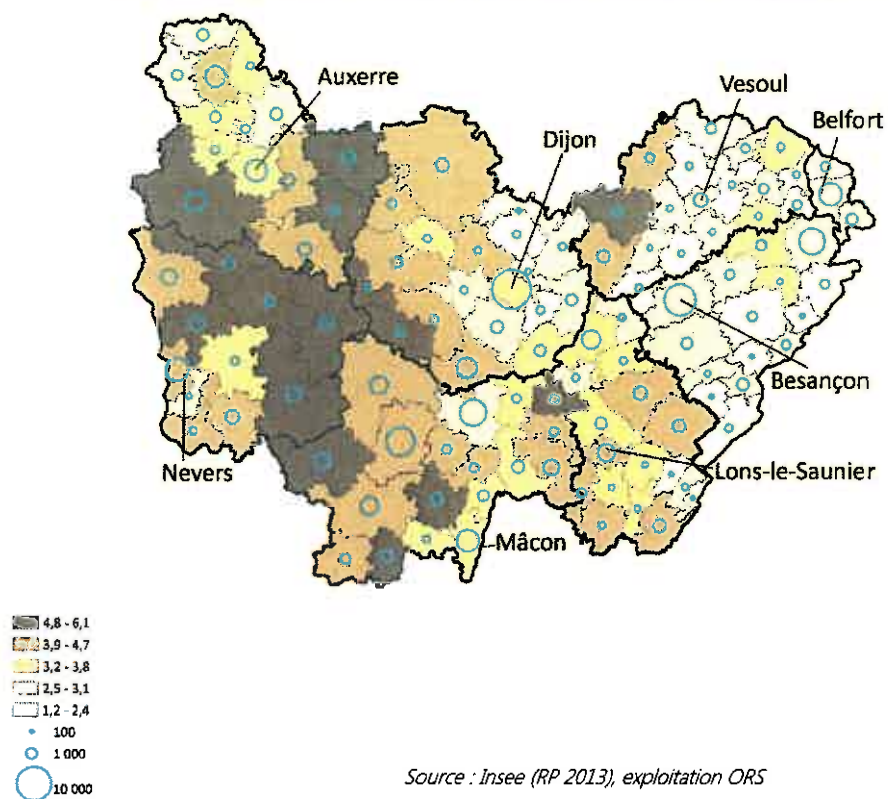 Auxerre
Vesoul
Belfort
Dijon
Besançon
Nevers
Lons-le-Saunier
Mâcon
4,8 - 6,1
3,9 - 4,7
3,2 - 3,8
2,5 - 3,1
1,2 - 2,4
100
1 000
10 000
Source : Insee (RP 2013), exploitation ORS